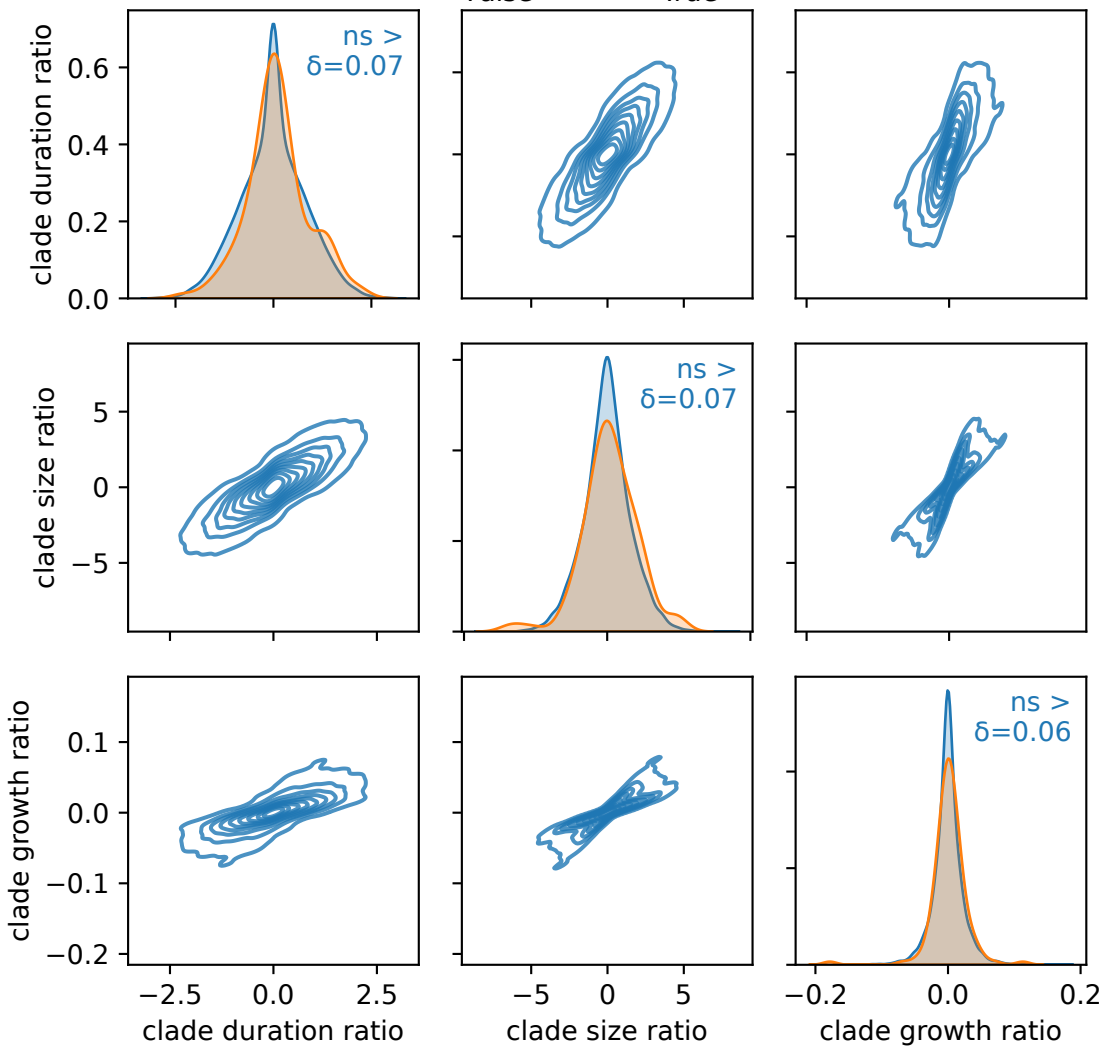 clade duration ratio
0.6
0.4
0.2
0.0
ns >
δ=0.07
clade size ratio
5
0
−5
ns >
δ=0.07
clade growth ratio
0.1
0.0
−0.1
−0.2
ns >
δ=0.06
−2.5 0.0 2.5
−5 0 5
−0.2 0.0 0.2
clade duration ratio
clade size ratio
clade growth ratio